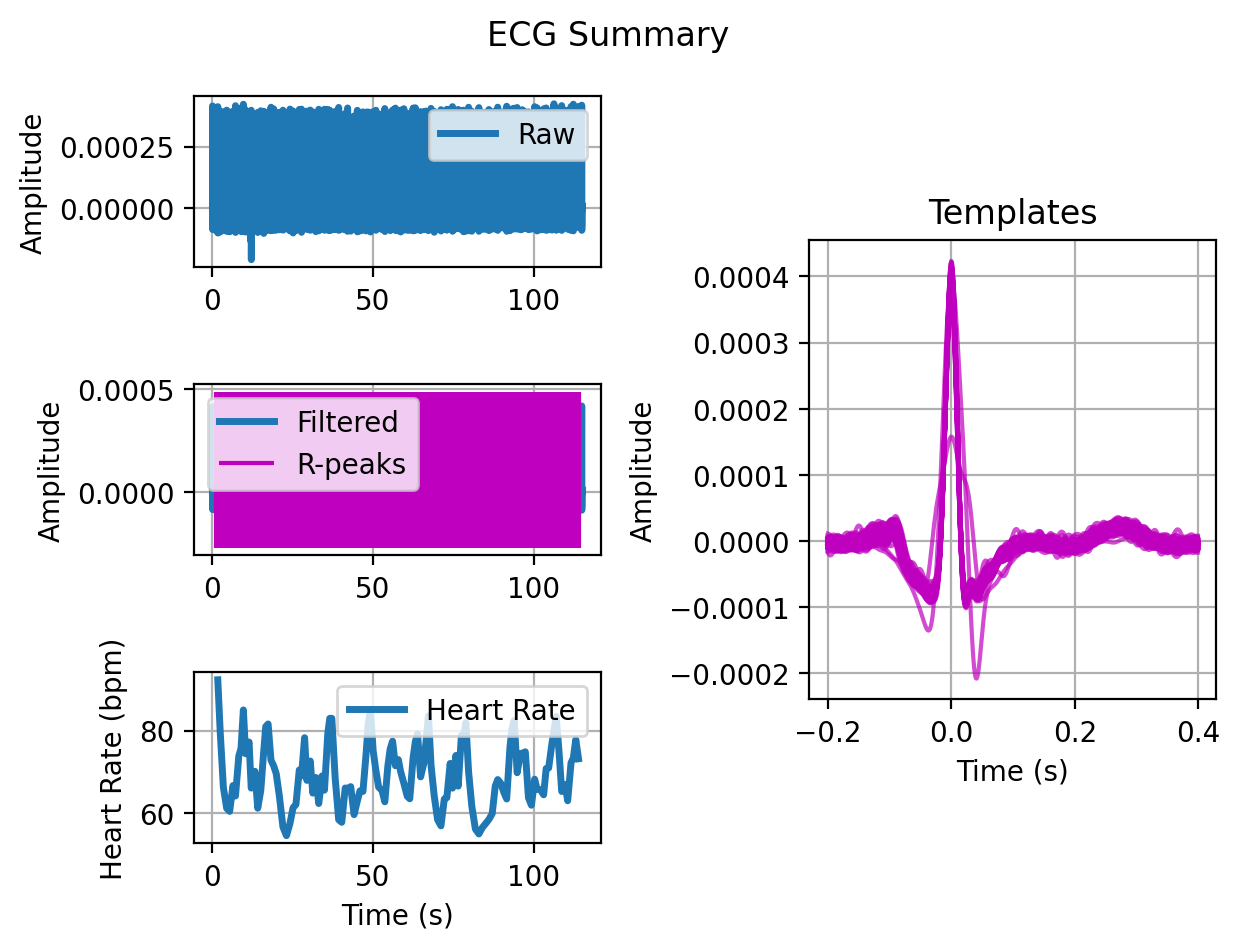 ECG Summary
Amplitude
0.00025
0.00000
Raw
0
50
100
Amplitude
0.0005
0.0000
Filtered
R-peaks
0
50
100
Heart Rate (bpm)
80
60
Heart Rate
0
50
100
Time (s)
Templates
Amplitude
0.0004
0.0003
0.0002
0.0001
0.0000
−0.0001
−0.0002
−0.2
0.0
0.2
0.4
Time (s)